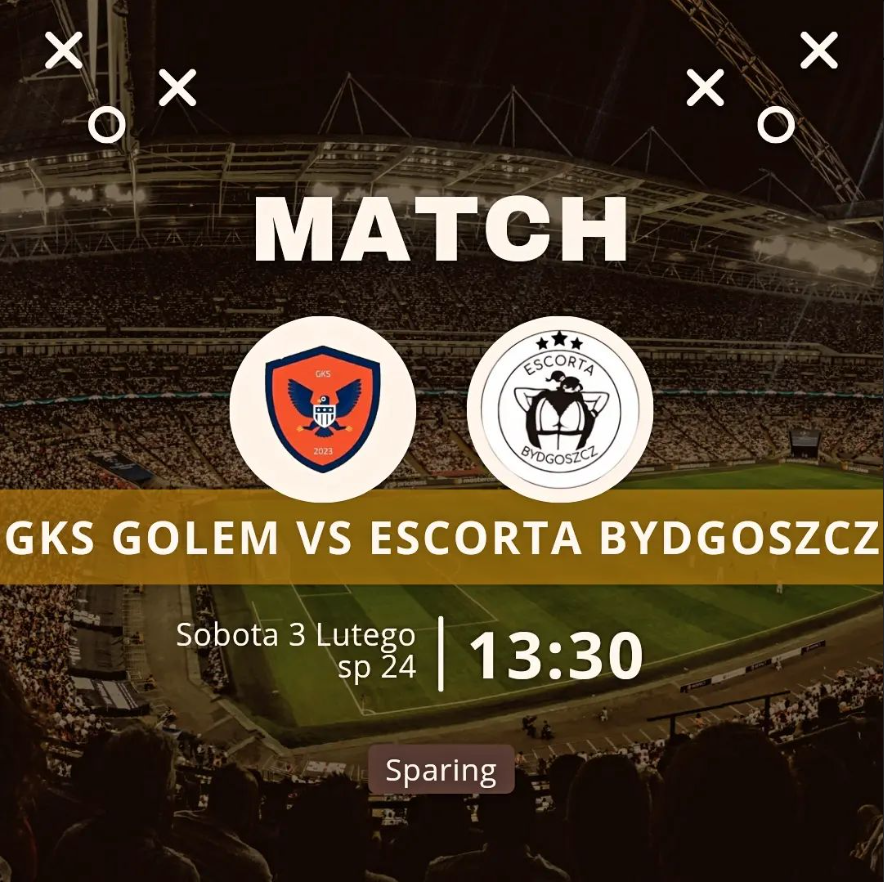 MATCH
GKS
2023
ESCORTA
BYDGOSZCZ
GKS GOLEM VS ESCORTA BYDGOSZCZ
Sobota 3 Lutego
sp 24
13:30
Sparing